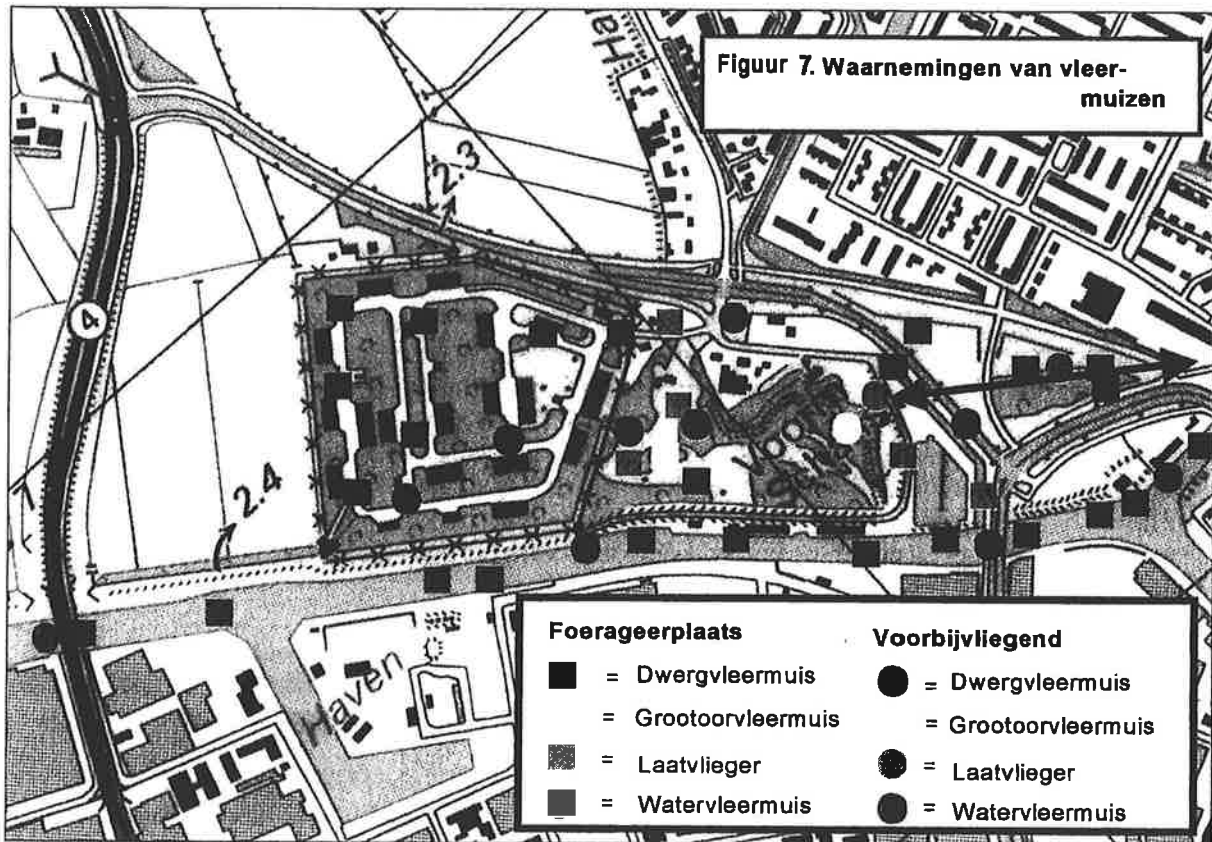 Figuur 7. Waarnemingen van vleer-
muizen
Ha
2.3
4
2.4
Haven
Foerageerplaats
■ = Dwergvleermuis
= Grootoorvleermuis
■ = Laatvlieger
■ = Watervleermuis
Voorbijvliegend
● = Dwergvleermuis
= Grootoorvleermuis
● = Laatvlieger
● = Watervleermuis